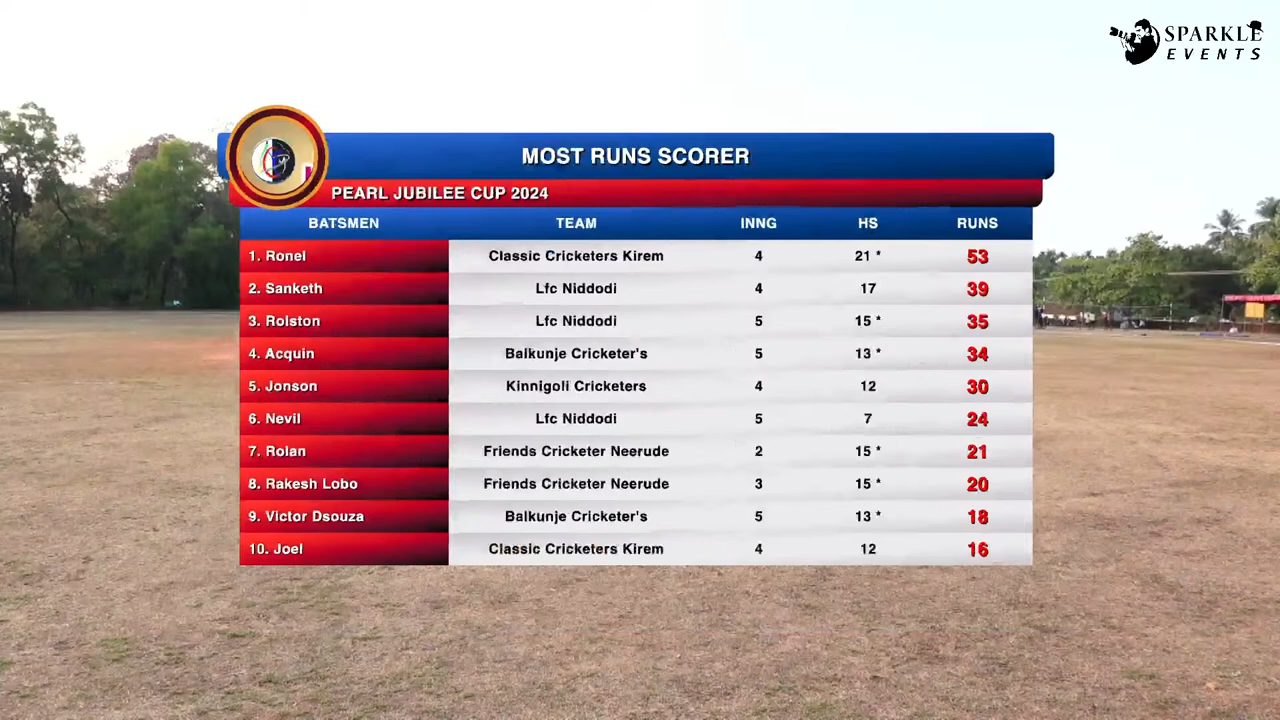 SPARKLE
EVENTS
MOST RUNS SCORER
PEARL JUBILEE CUP 2024
BATSMEN TEAM INNG HS RUNS
1. Ronel Classic Cricketers Kirem 4 21 * 53
2. Sanketh Lfc Niddodi 4 17 39
3. Rolston Lfc Niddodi 5 15 * 35
4. Acquin Balkunje Cricketer's 5 13 * 34
5. Jonson Kinnigoli Cricketers 4 12 30
6. Nevil Lfc Niddodi 5 7 24
7. Rolan Friends Cricketer Neerude 2 15 * 21
8. Rakesh Lobo Friends Cricketer Neerude 3 15 * 20
9. Victor Dsouza Balkunje Cricketer's 5 13 * 18
10. Joel Classic Cricketers Kirem 4 12 16